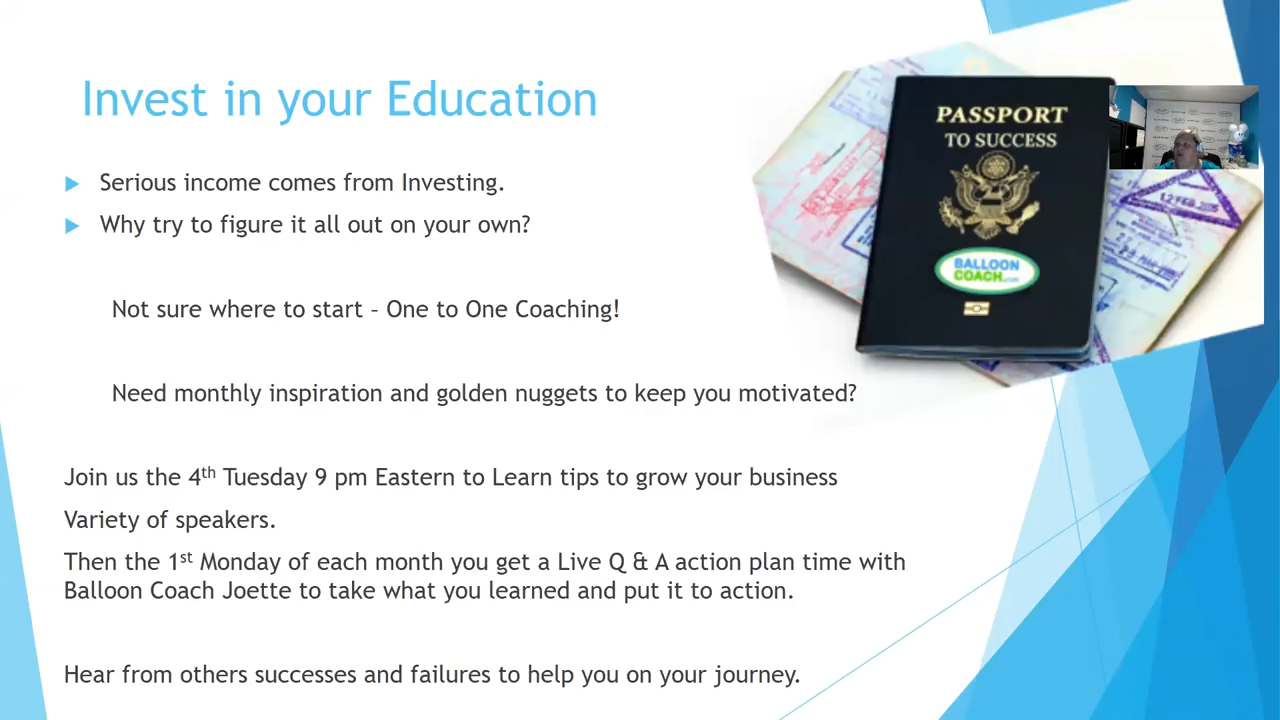 Invest in your Education
Serious income comes from Investing.
Why try to figure it all out on your own?
Not sure where to start – One to One Coaching!
Need monthly inspiration and golden nuggets to keep you motivated?
Join us the 4th Tuesday 9 pm Eastern to Learn tips to grow your business
Variety of speakers.
Then the 1st Monday of each month you get a Live Q & A action plan time with
Balloon Coach Joette to take what you learned and put it to action.
Hear from others successes and failures to help you on your journey.
PASSPORT
TO SUCCESS
BALLOON
COACH.com